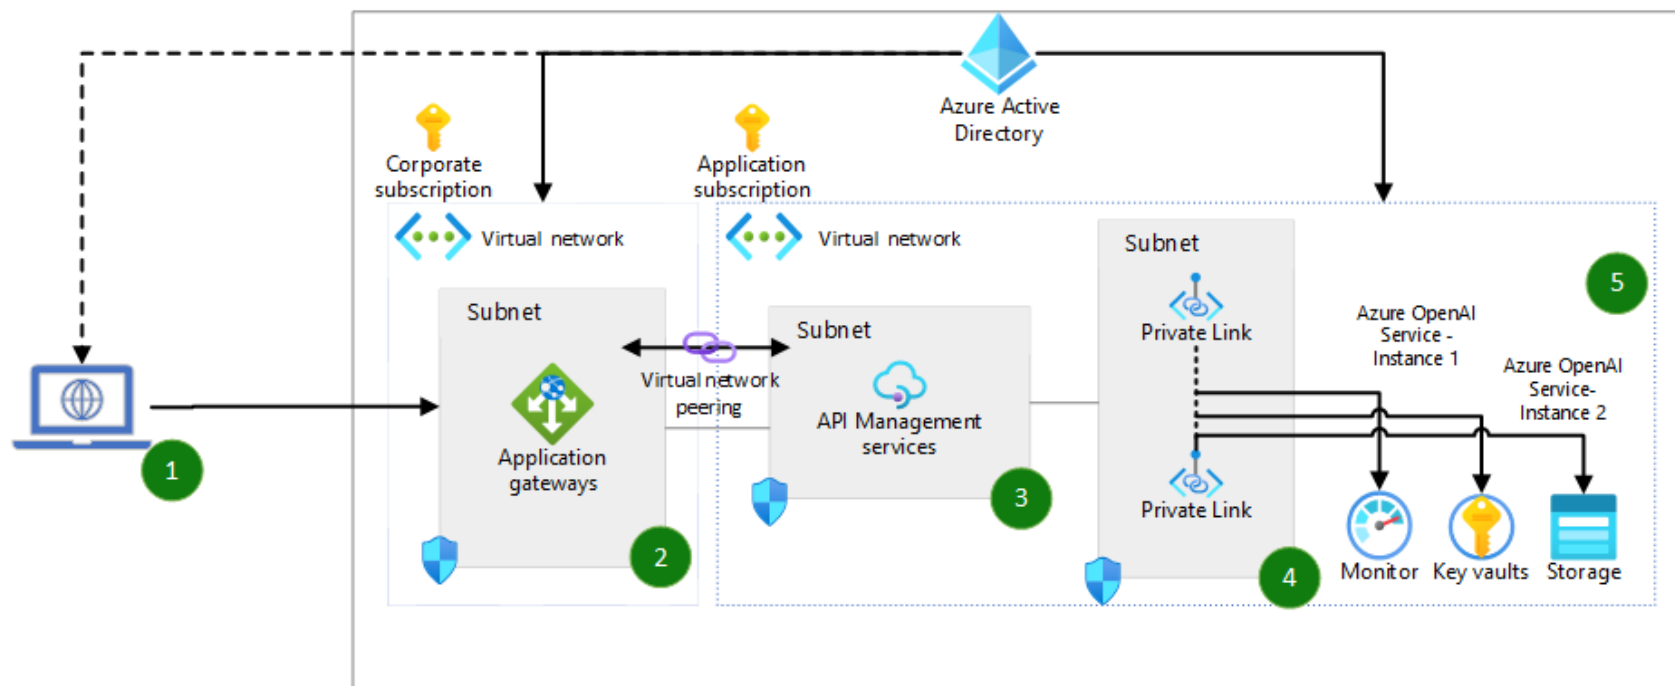 Azure Active
Directory
Corporate
subscription
Application
subscription
Virtual network
Virtual network
Subnet
Application
gateways
Virtual network
peering
Subnet
API Management
services
Subnet
Private Link
Private Link
Azure OpenAI
Service -
Instance 1
Azure OpenAI
Service-
Instance 2
Monitor
Key vaults
Storage
1
2
3
4
5